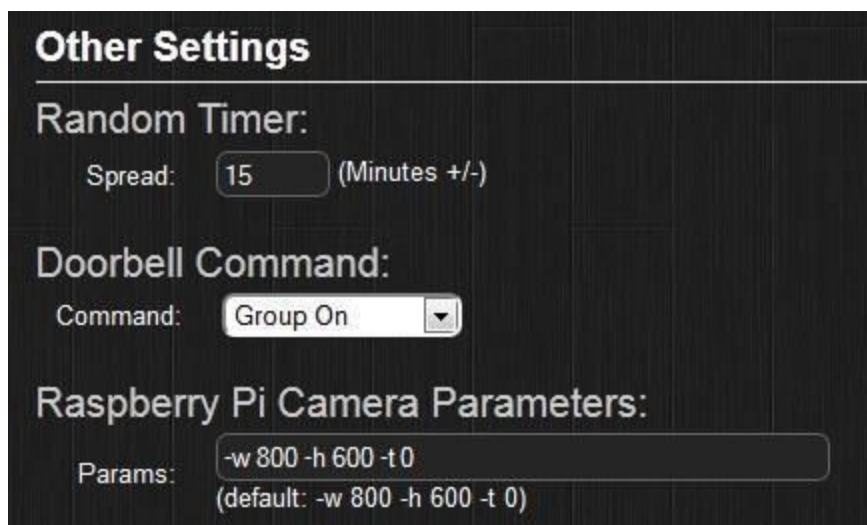 Other Settings
Random Timer:
Spread: 15 (Minutes +/-)
Doorbell Command:
Command: Group On
Raspberry Pi Camera Parameters:
Params: -w 800 -h 600 -t 0
(default: -w 800 -h 600 -t 0)